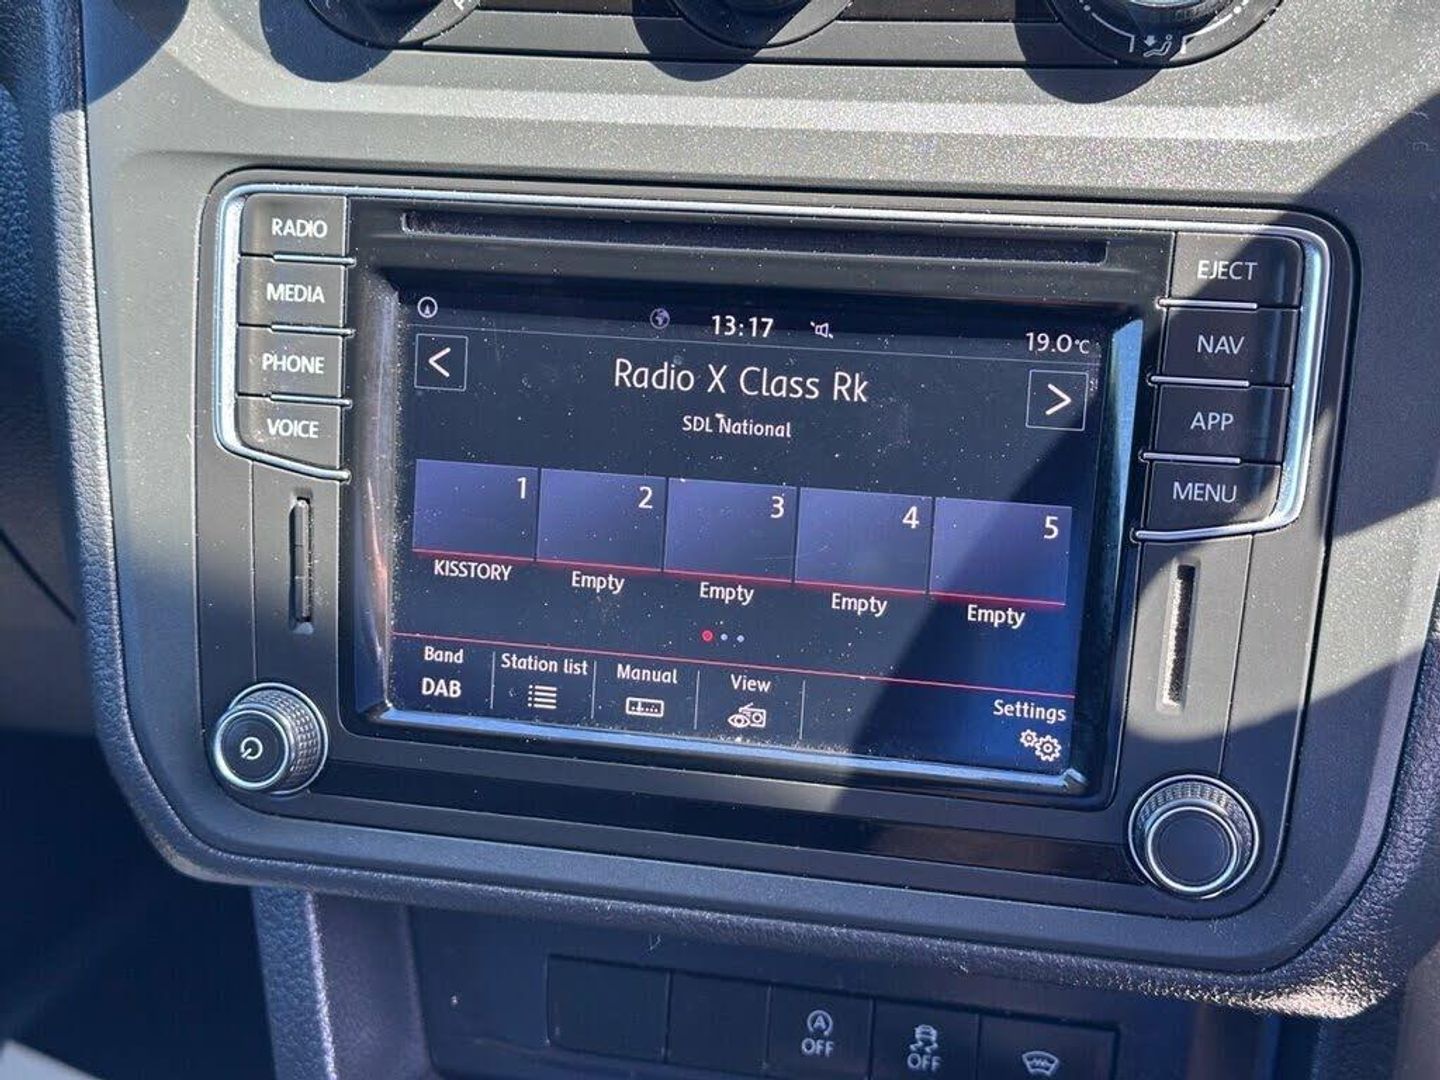 RADIO
MEDIA
PHONE
VOICE
EJECT
NAV
APP
MENU
13:17
19.0°C
<
Radio X Class Rk
>
SDL National
1 2 3 4 5
KISSTORY Empty Empty Empty Empty
Band Station list Manual View Settings
DAB
A
OFF OFF